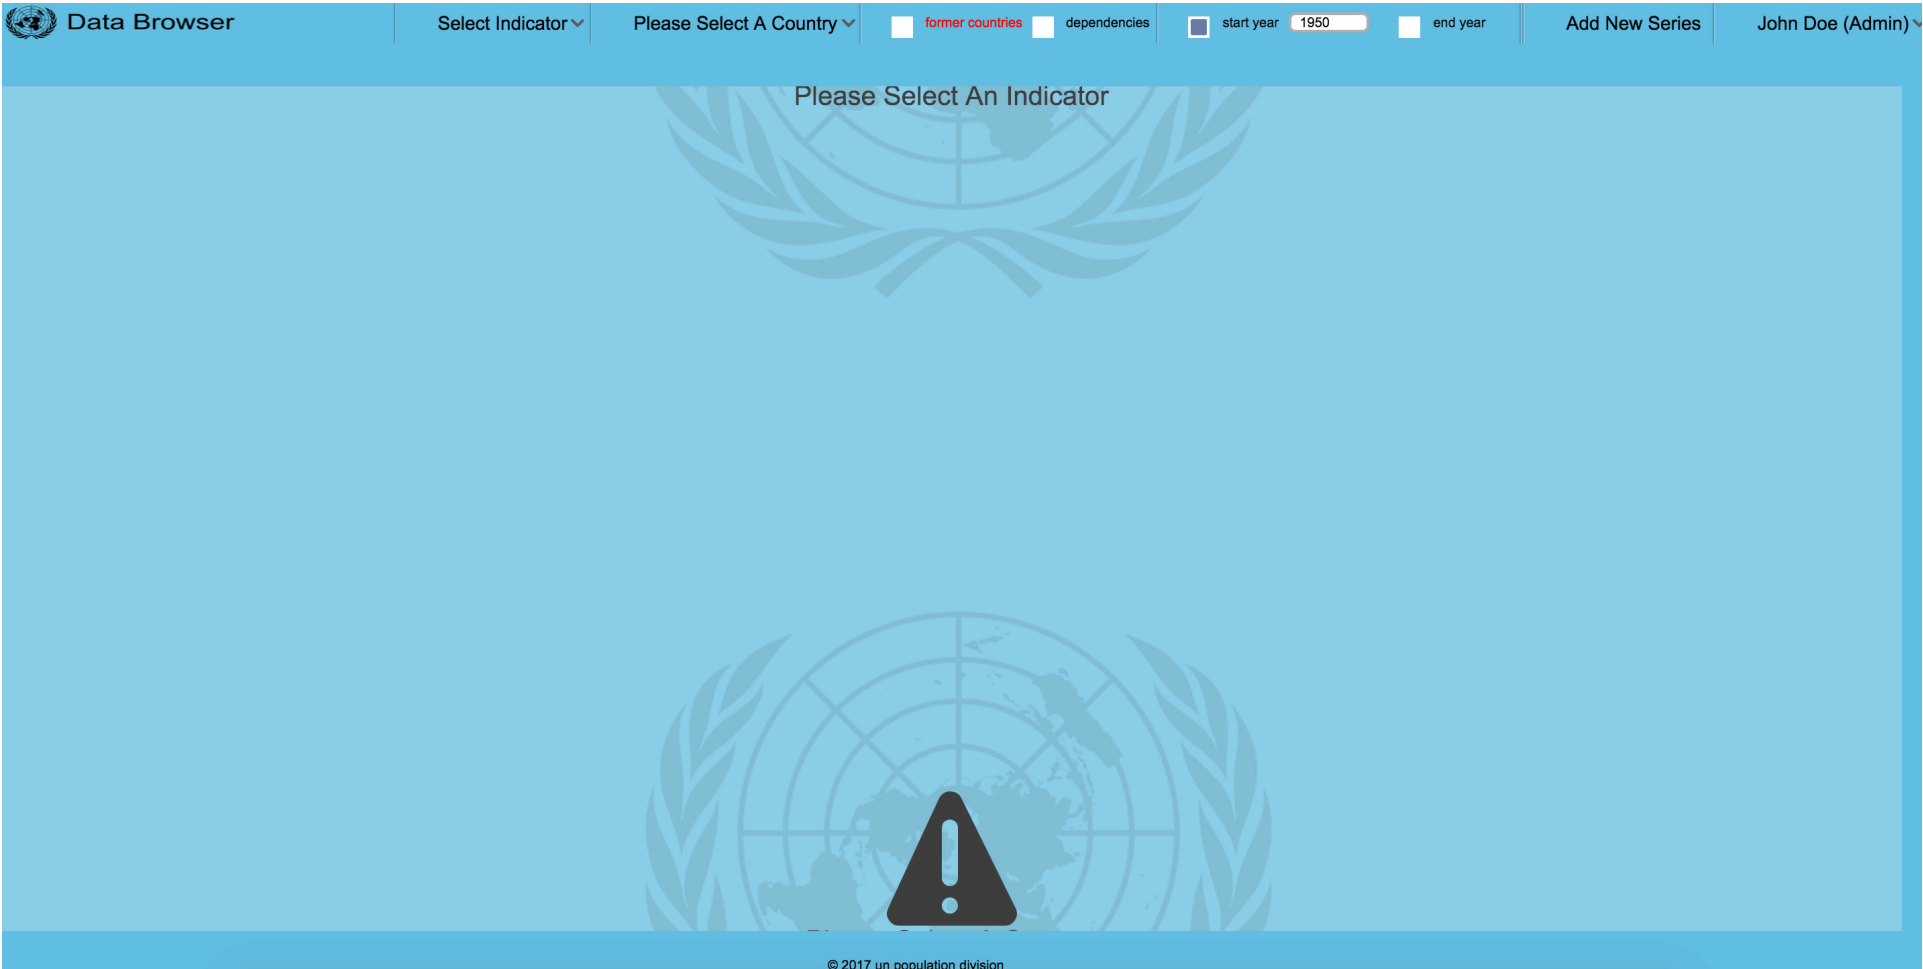 Data Browser
Select Indicator
Please Select A Country
former countries
dependencies
start year
1950
end year
Add New Series
John Doe (Admin)
Please Select An Indicator
© 2017 un population division